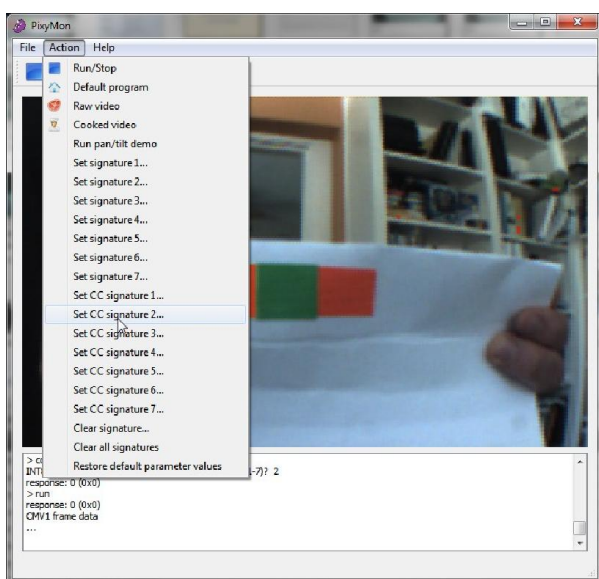 PixyMon
File Action Help
Run/Stop
Default program
Raw video
Cooked video
Run pan/tilt demo
Set signature 1...
Set signature 2...
Set signature 3...
Set signature 4...
Set signature 5...
Set signature 6...
Set signature 7...
Set CC signature 1...
Set CC signature 2...
Set CC signature 3...
Set CC signature 4...
Set CC signature 5...
Set CC signature 6...
Set CC signature 7...
Clear signature...
Clear all signatures
Restore default parameter values
-7)? 2
response: 0 (0x0)
> run
response: 0 (0x0)
CMV1 frame data
...